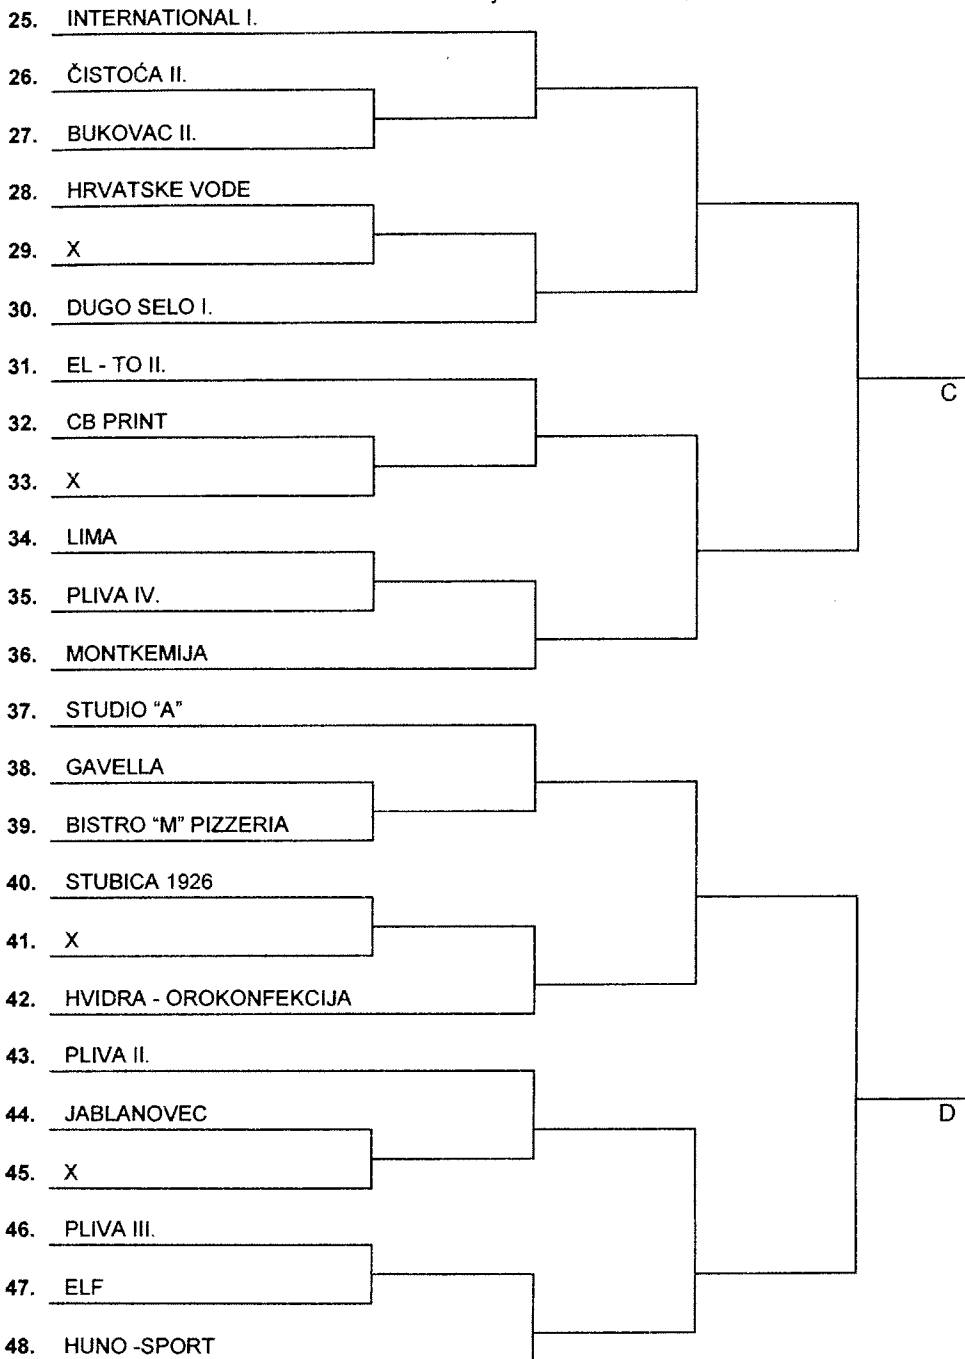 25. INTERNATIONAL I.
26. ČISTOĆA II.
27. BUKOVAC II.
28. HRVATSKE VODE
29. X
30. DUGO SELO I.
31. EL - TO II.
32. CB PRINT
33. X
34. LIMA
35. PLIVA IV.
36. MONTKEMIJA
C
37. STUDIO "A"
38. GAVELLA
39. BISTRO "M" PIZZERIA
40. STUBICA 1926
41. X
42. HVIDRA - OROKONFEKCIJA
43. PLIVA II.
44. JABLANOVEC
45. X
46. PLIVA III.
47. ELF
48. HUNO -SPORT
D